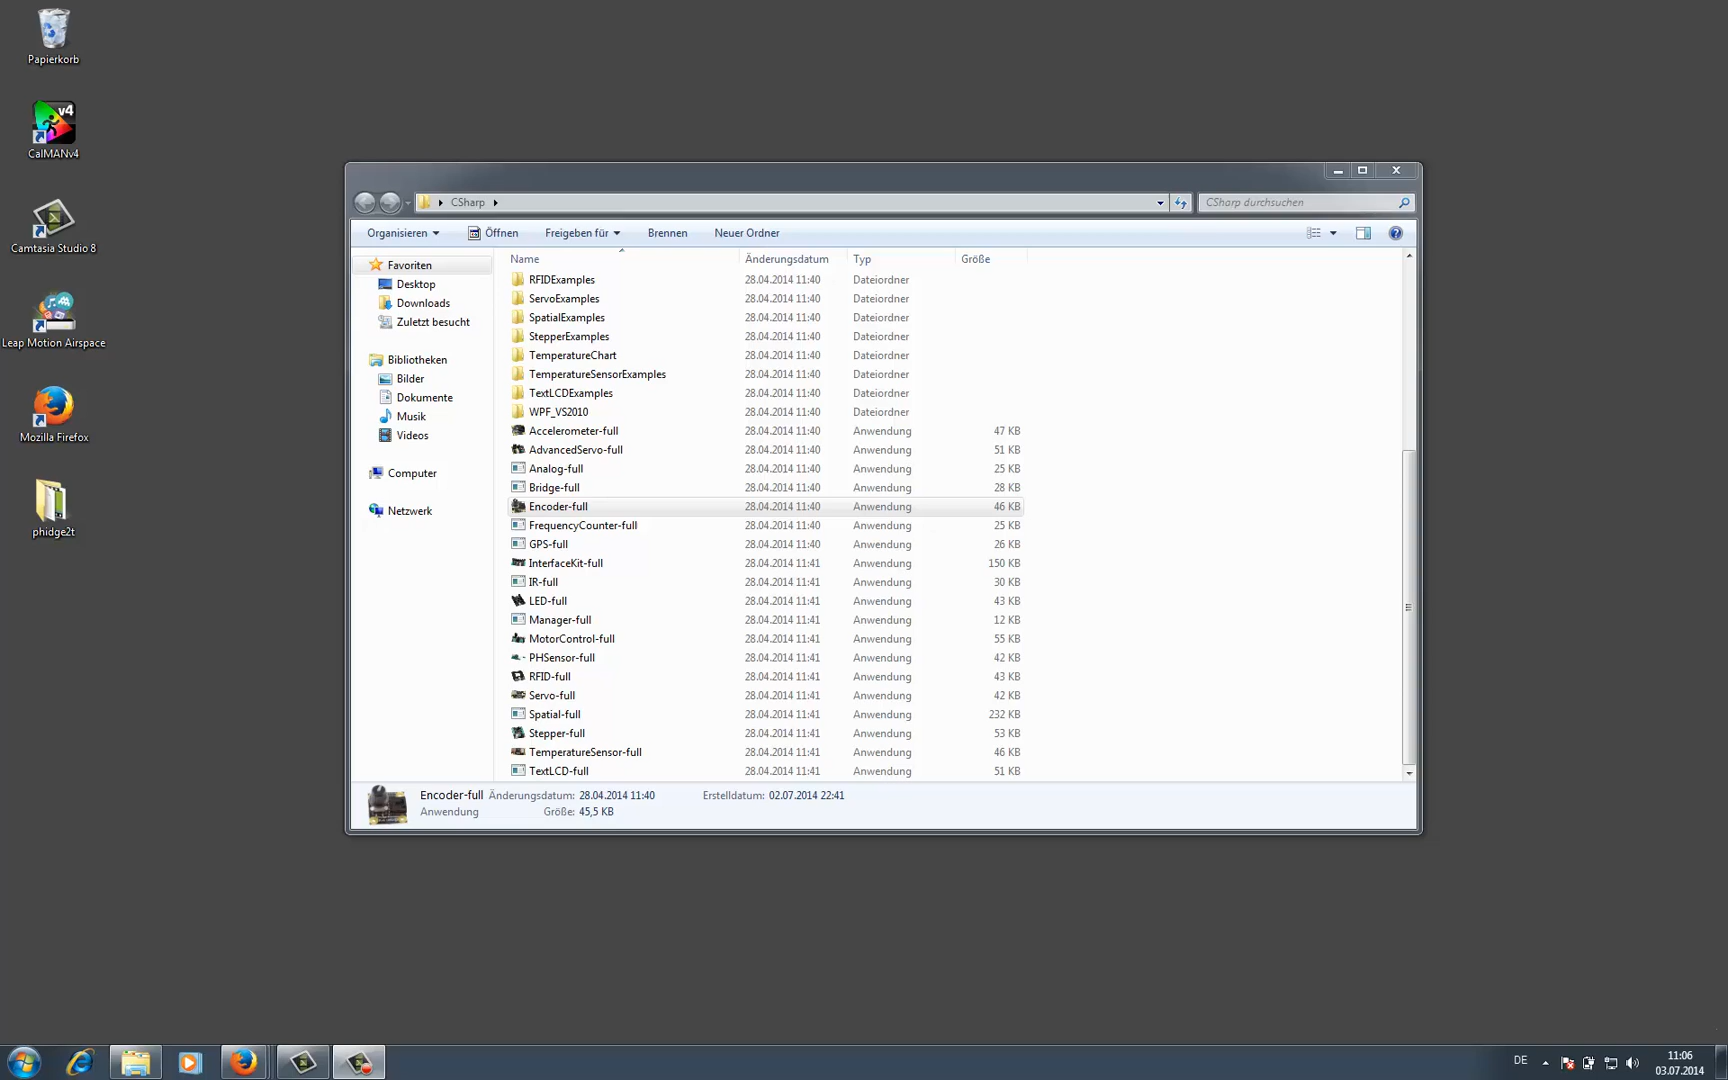 Papierkorb
v4
CalMANv4
Camtasia Studio 8
Leap Motion Airspace
Mozilla Firefox
phidge2t
CSharp
CSharp durchsuchen
Organisieren Öffnen Freigeben für Brennen Neuer Ordner
Favoriten
Desktop
Downloads
Zuletzt besucht
Bibliotheken
Bilder
Dokumente
Musik
Videos
Computer
Netzwerk
Name Änderungsdatum Typ Größe
RFIDExamples 28.04.2014 11:40 Dateiordner
ServoExamples 28.04.2014 11:40 Dateiordner
SpatialExamples 28.04.2014 11:40 Dateiordner
StepperExamples 28.04.2014 11:40 Dateiordner
TemperatureChart 28.04.2014 11:40 Dateiordner
TemperatureSensorExamples 28.04.2014 11:40 Dateiordner
TextLCDExamples 28.04.2014 11:40 Dateiordner
WPF_VS2010 28.04.2014 11:40 Dateiordner
Accelerometer-full 28.04.2014 11:40 Anwendung 47 KB
AdvancedServo-full 28.04.2014 11:40 Anwendung 51 KB
Analog-full 28.04.2014 11:40 Anwendung 25 KB
Bridge-full 28.04.2014 11:40 Anwendung 28 KB
Encoder-full 28.04.2014 11:40 Anwendung 46 KB
FrequencyCounter-full 28.04.2014 11:40 Anwendung 25 KB
GPS-full 28.04.2014 11:40 Anwendung 26 KB
InterfaceKit-full 28.04.2014 11:41 Anwendung 150 KB
IR-full 28.04.2014 11:41 Anwendung 30 KB
LED-full 28.04.2014 11:41 Anwendung 43 KB
Manager-full 28.04.2014 11:41 Anwendung 12 KB
MotorControl-full 28.04.2014 11:41 Anwendung 55 KB
PHSensor-full 28.04.2014 11:41 Anwendung 42 KB
RFID-full 28.04.2014 11:41 Anwendung 43 KB
Servo-full 28.04.2014 11:41 Anwendung 42 KB
Spatial-full 28.04.2014 11:41 Anwendung 232 KB
Stepper-full 28.04.2014 11:41 Anwendung 53 KB
TemperatureSensor-full 28.04.2014 11:41 Anwendung 46 KB
TextLCD-full 28.04.2014 11:41 Anwendung 51 KB
Encoder-full Änderungsdatum: 28.04.2014 11:40 Erstelldatum: 02.07.2014 22:41
Anwendung Größe: 45,5 KB
DE
11:06
03.07.2014